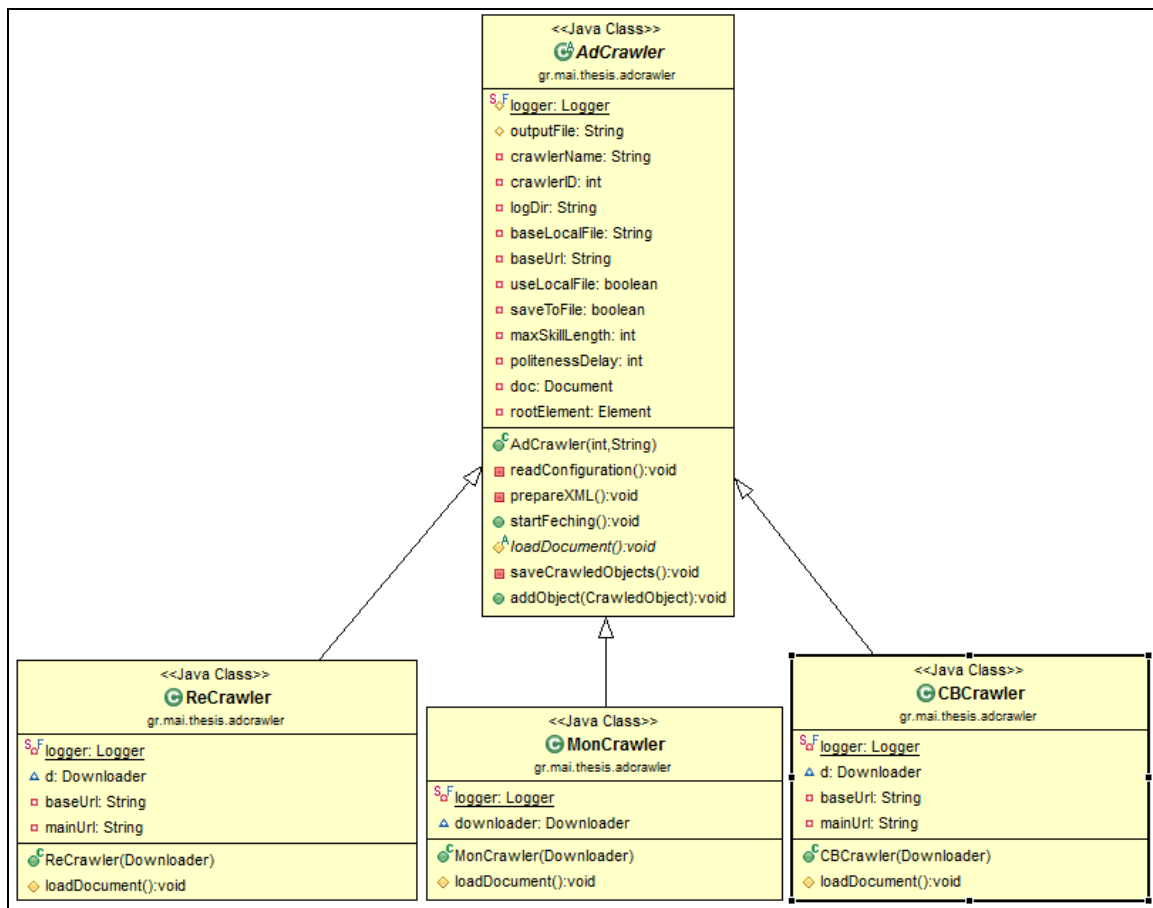 <<Java Class>>
AdCrawler
gr.mai.thesis.adcrawler
logger: Logger
outputFile: String
crawlerName: String
crawlerID: int
logDir: String
baseLocalFile: String
baseUrl: String
useLocalFile: boolean
saveToFile: boolean
maxSkillLength: int
politenessDelay: int
doc: Document
rootElement: Element
AdCrawler(int,String)
readConfiguration():void
prepareXML():void
startFeching():void
loadDocument():void
saveCrawledObjects():void
addObject(CrawledObject):void
<<Java Class>>
ReCrawler
gr.mai.thesis.adcrawler
logger: Logger
d: Downloader
baseUrl: String
mainUrl: String
ReCrawler(Downloader)
loadDocument():void
<<Java Class>>
MonCrawler
gr.mai.thesis.adcrawler
logger: Logger
downloader: Downloader
MonCrawler(Downloader)
loadDocument():void
<<Java Class>>
CBCrawler
gr.mai.thesis.adcrawler
logger: Logger
d: Downloader
baseUrl: String
mainUrl: String
CBCrawler(Downloader)
loadDocument():void